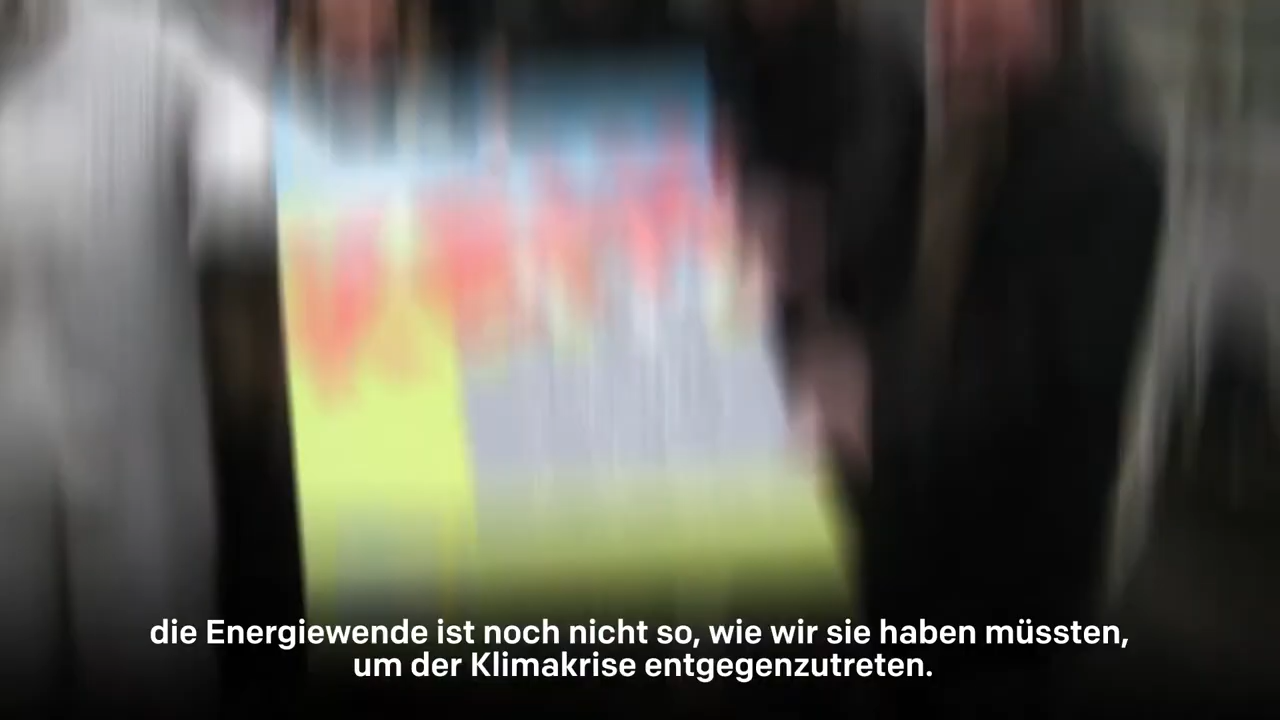 die Energiewende ist noch nicht so, wie wir sie haben müssten,
um der Klimakrise entgegenzutreten.